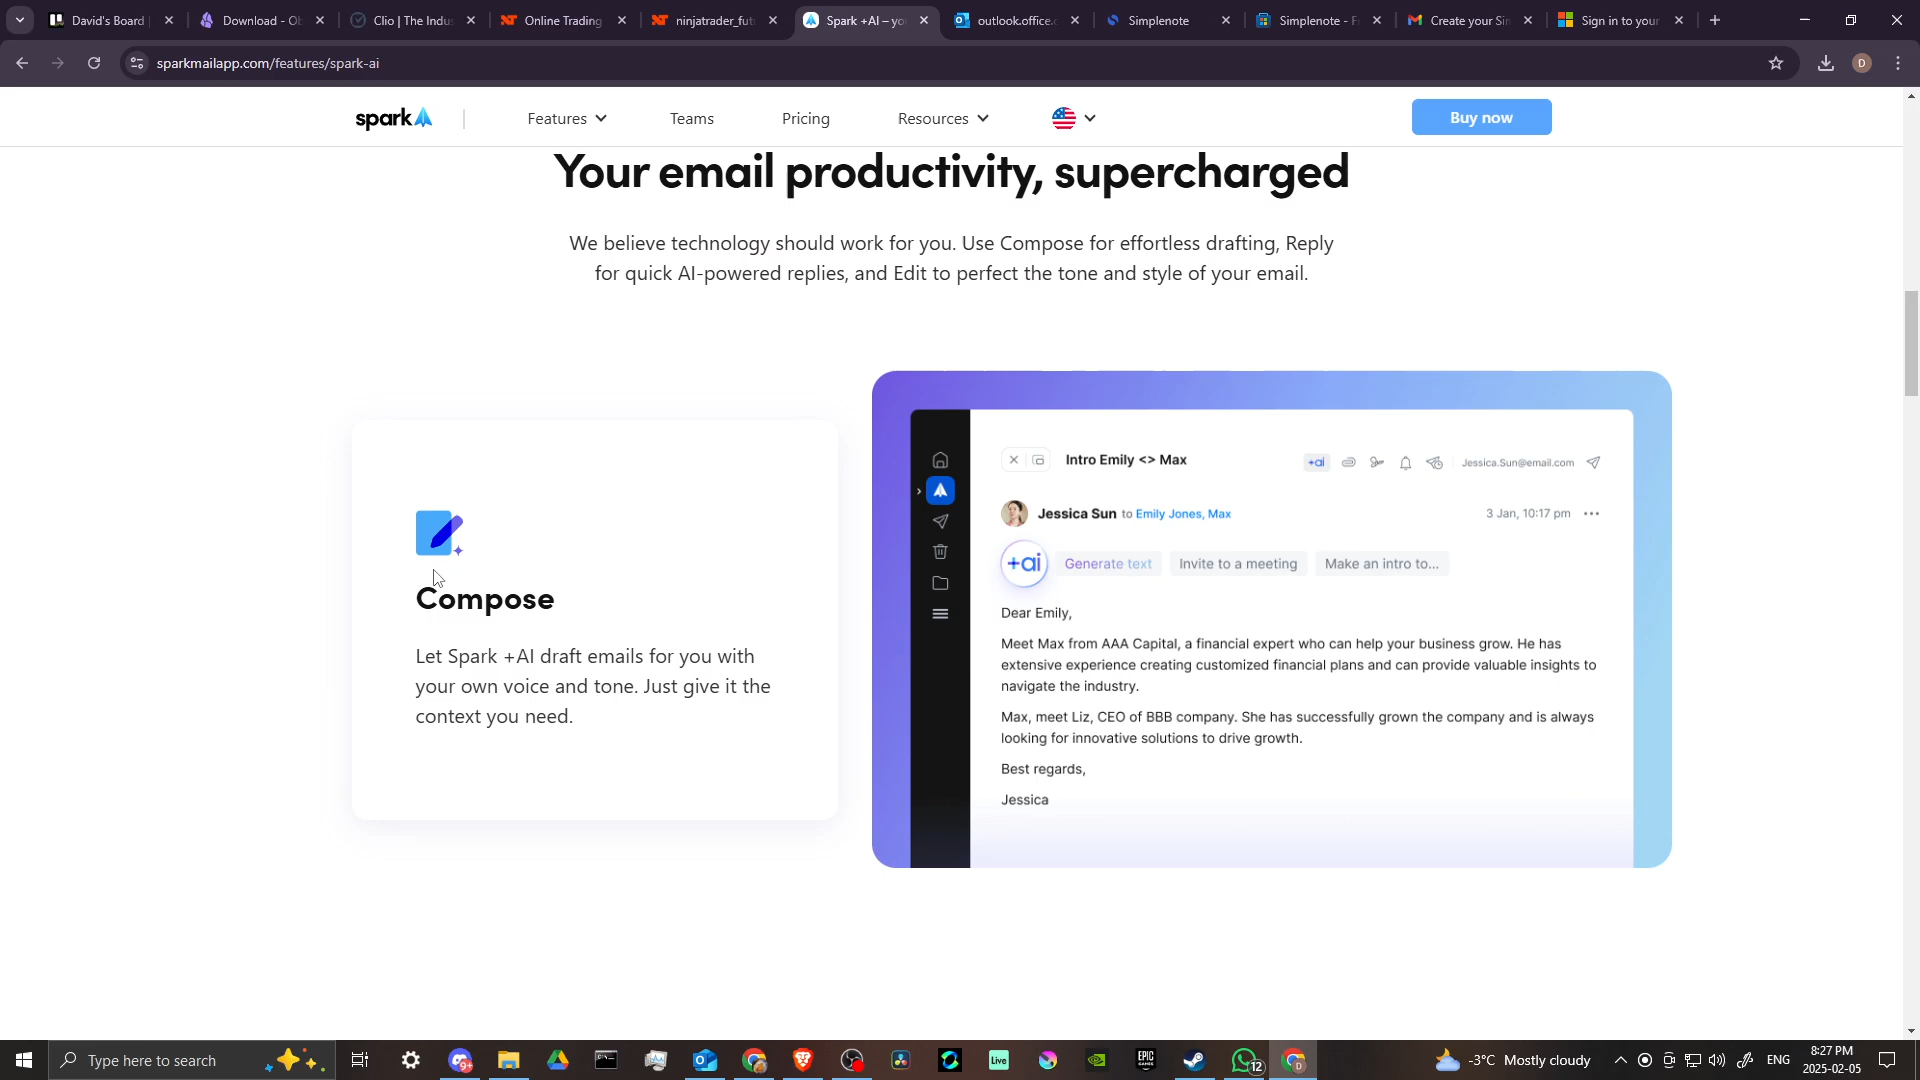 David's Board
Download - Ob
Clio | The Indus
Online Trading
ninjatrader_futu
Spark +AI – yo
outlook.office.c
Simplenote
Simplenote - Fr
Create your Sim
Sign in to your
sparkmailapp.com/features/spark-ai
D
spark
Features
Teams
Pricing
Resources
Buy now
Your email productivity, supercharged
We believe technology should work for you. Use Compose for effortless drafting, Reply
for quick AI-powered replies, and Edit to perfect the tone and style of your email.
Compose
Let Spark +AI draft emails for you with
your own voice and tone. Just give it the
context you need.
Intro Emily <> Max
+ai
Jessica.Sun@email.com
Jessica Sun to Emily Jones, Max
3 Jan, 10:17 pm
+ai
Generate text
Invite to a meeting
Make an intro to...
Dear Emily,
Meet Max from AAA Capital, a financial expert who can help your business grow. He has
extensive experience creating customized financial plans and can provide valuable insights to
navigate the industry.
Max, meet Liz, CEO of BBB company. She has successfully grown the company and is always
looking for innovative solutions to drive growth.
Best regards,
Jessica
Type here to search
9+
Live
EPIC
GAMES
12
D
-3°C Mostly cloudy
ENG
8:27 PM
2025-02-05